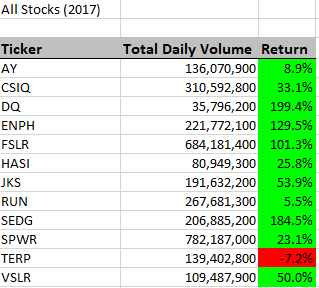 All Stocks (2017)
Ticker Total Daily Volume Return
AY 136,070,900 8.9%
CSIQ 310,592,800 33.1%
DQ 35,796,200 199.4%
ENPH 221,772,100 129.5%
FSLR 684,181,400 101.3%
HASI 80,949,300 25.8%
JKS 191,632,200 53.9%
RUN 267,681,300 5.5%
SEDG 206,885,200 184.5%
SPWR 782,187,000 23.1%
TERP 139,402,800 -7.2%
VSLR 109,487,900 50.0%